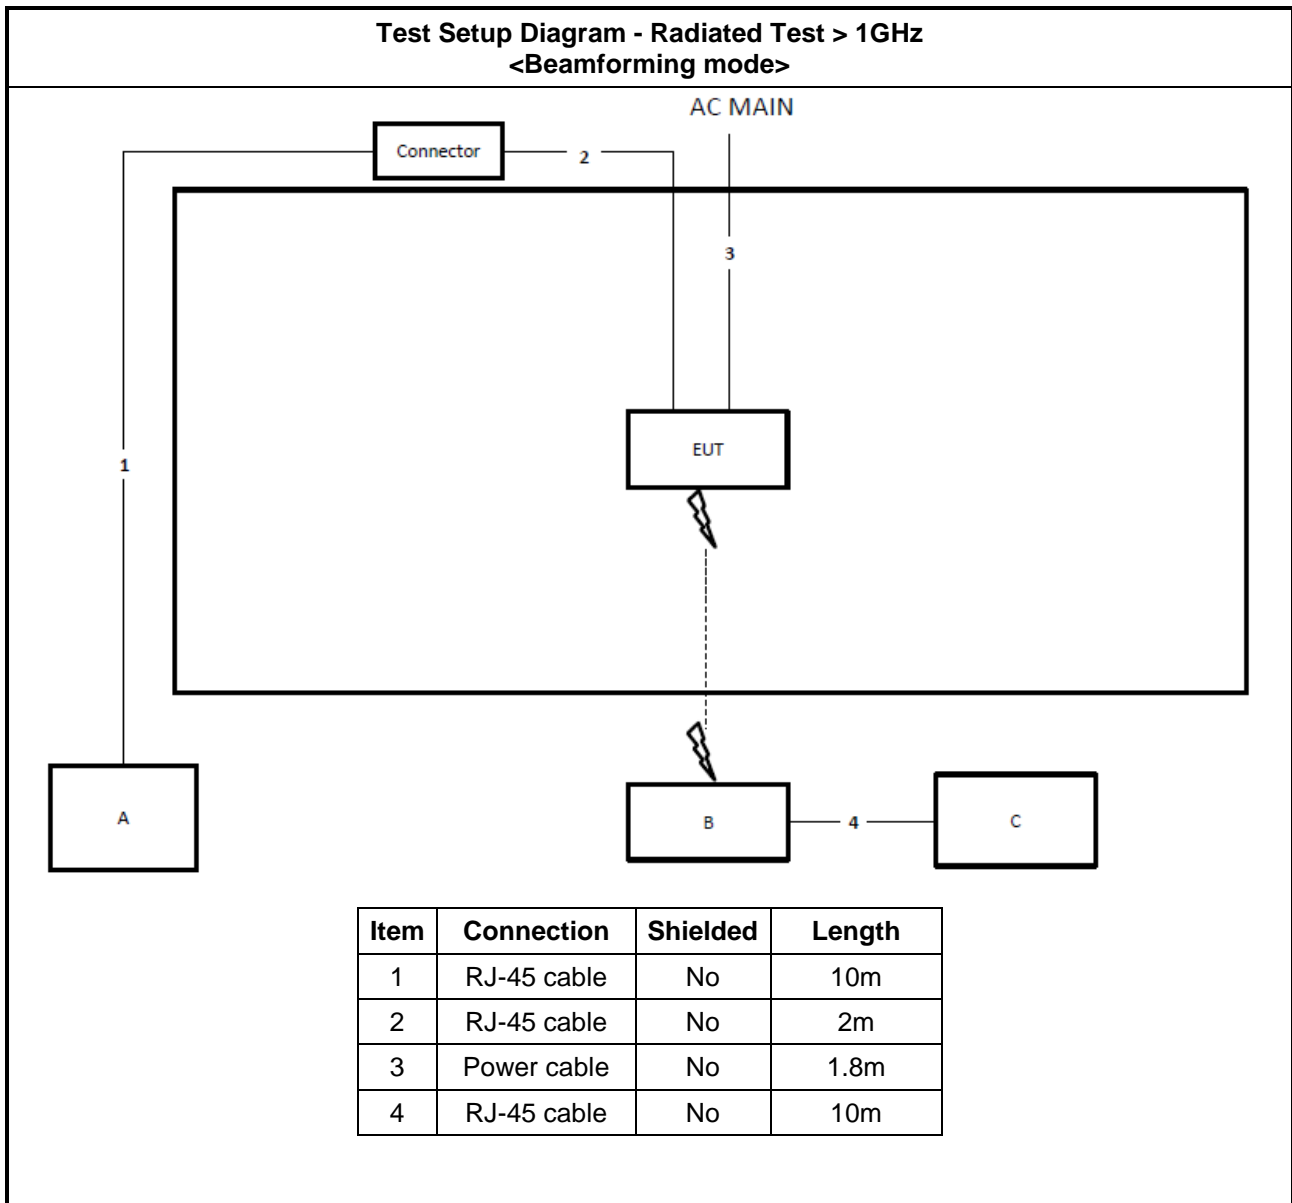 Test Setup Diagram - Radiated Test > 1GHz
<Beamforming mode>
AC MAIN
Connector
2
3
EUT
1
A
B
4
C
Item Connection Shielded Length
1 RJ-45 cable No 10m
2 RJ-45 cable No 2m
3 Power cable No 1.8m
4 RJ-45 cable No 10m